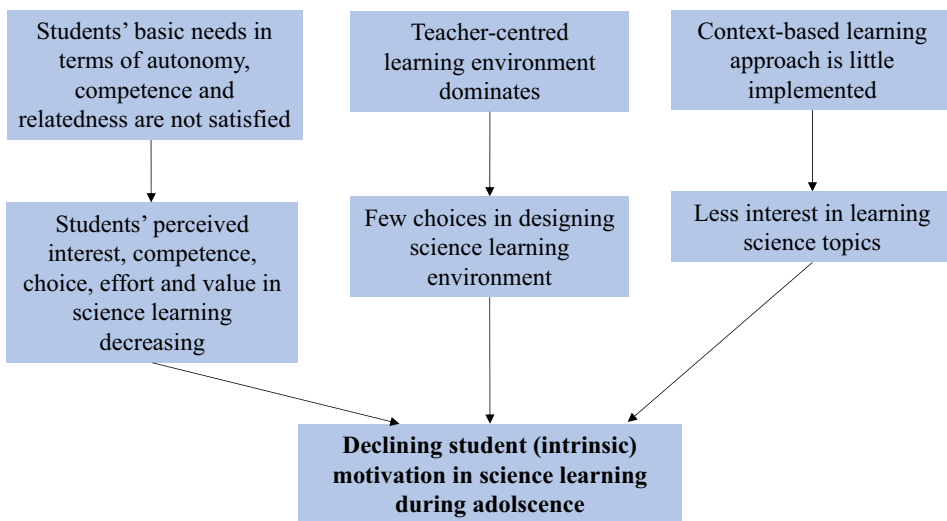 Students’ basic needs in
terms of autonomy,
competence and
relatedness are not satisfied
Teacher-centred
learning environment
dominates
Context-based learning
approach is little
implemented
Students’ perceived
interest, competence,
choice, effort and value in
science learning
decreasing
Few choices in designing
science learning
environment
Less interest in learning
science topics
Declining student (intrinsic)
motivation in science learning
during adolscence